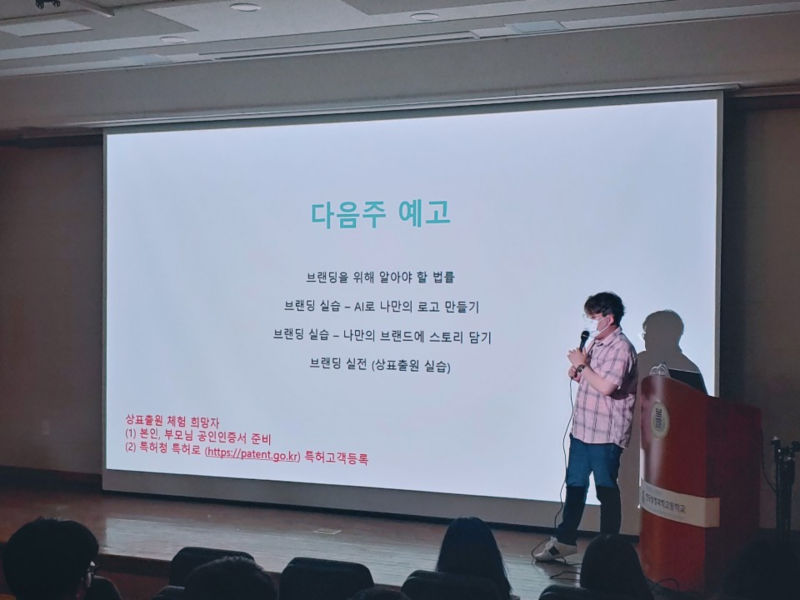 다음주 예고
브랜딩을 위해 알아야 할 법률
브랜딩 실습 – AI로 나만의 로고 만들기
브랜딩 실습 – 나만의 브랜드에 스토리 담기
브랜딩 실전 (상표출원 실습)
상표출원 체험 희망자
(1) 본인, 부모님 공인인증서 준비
(2) 특허청 특허로 (https://patent.go.kr) 특허고객등록